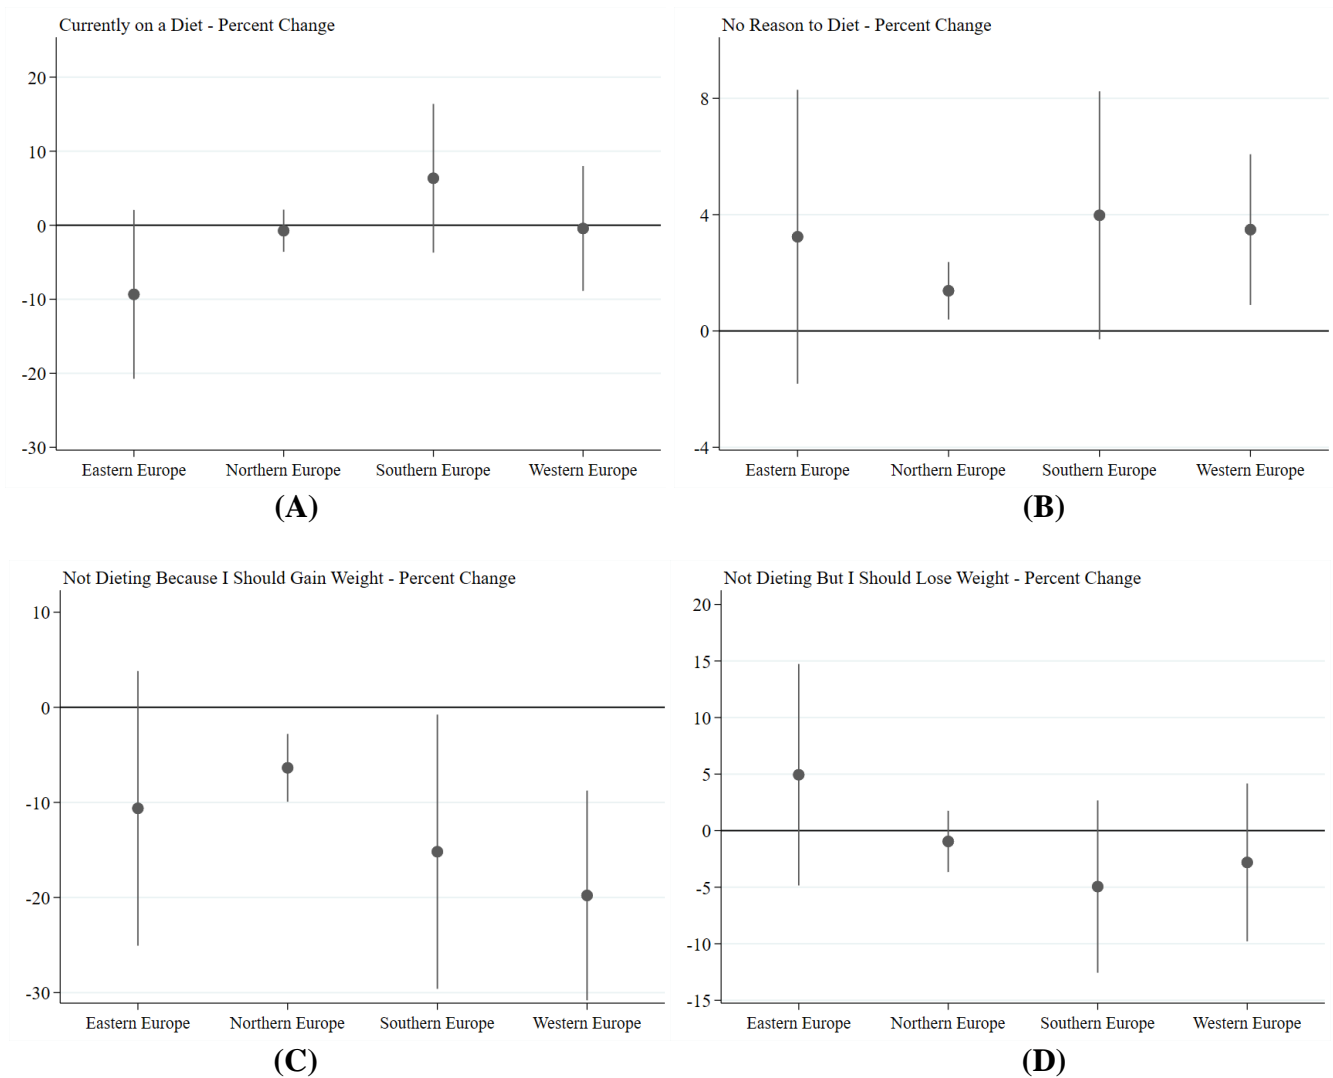 Currently on a Diet - Percent Change
20
10
0
-10
-20
-30
Eastern Europe Northern Europe Southern Europe Western Europe
(A)
No Reason to Diet - Percent Change
8
4
0
-4
Eastern Europe Northern Europe Southern Europe Western Europe
(B)
Not Dieting Because I Should Gain Weight - Percent Change
10
0
-10
-20
-30
Eastern Europe Northern Europe Southern Europe Western Europe
(C)
Not Dieting But I Should Lose Weight - Percent Change
20
15
10
5
0
-5
-10
-15
Eastern Europe Northern Europe Southern Europe Western Europe
(D)